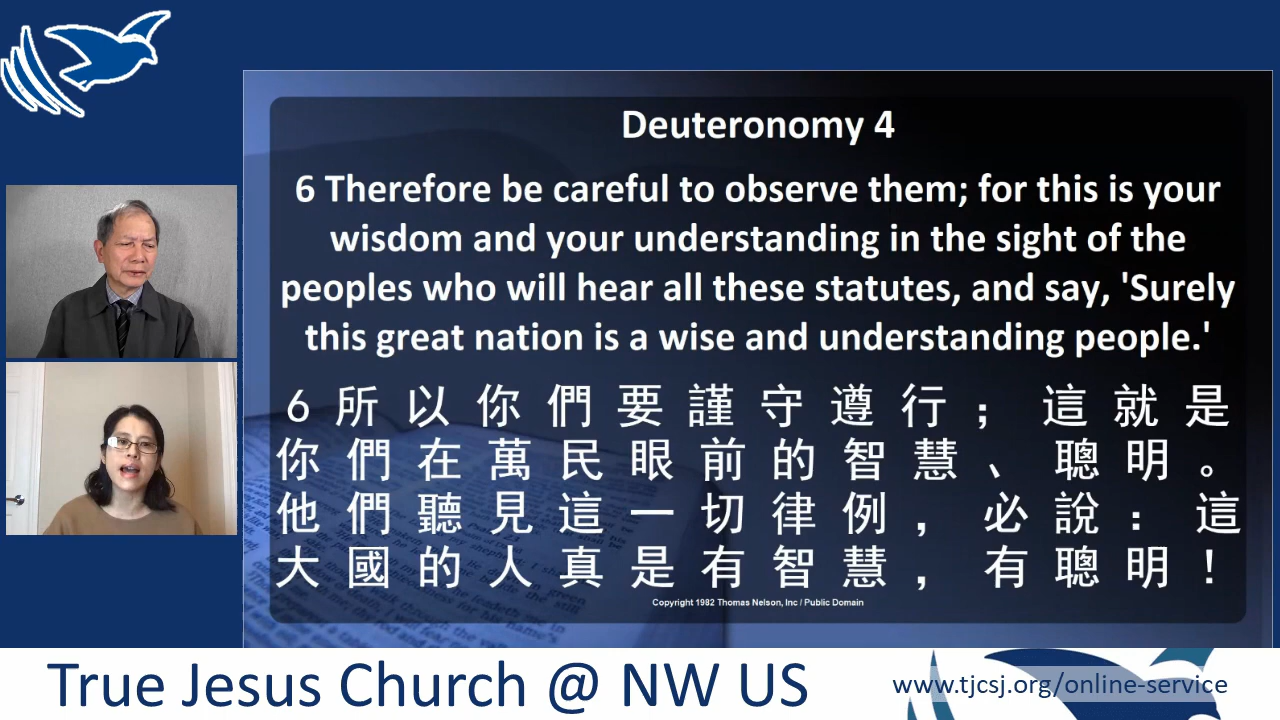 Deuteronomy 4
6 Therefore be careful to observe them; for this is your
wisdom and your understanding in the sight of the
peoples who will hear all these statutes, and say, 'Surely
this great nation is a wise and understanding people.'
6 所以你們要謹守遵行；這就是
你們在萬民眼前的智慧、聰明。
他們聽見這一切律例，必說：這
大國的人真是有智慧，有聰明！
Copyright 1982 Thomas Nelson, Inc / Public Domain
True Jesus Church @ NW US
www.tjcsj.org/online-service